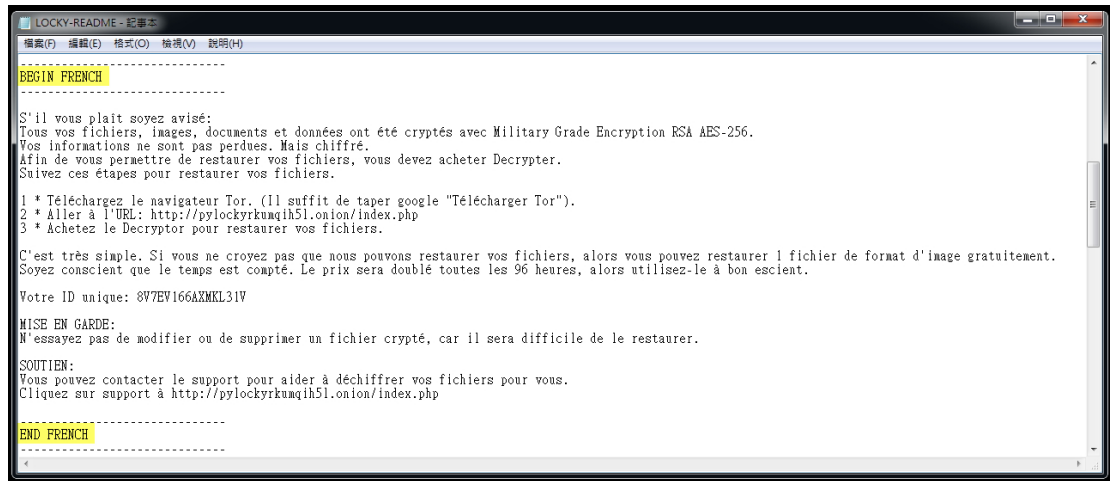 LOCKY-README - 記事本
檔案(F) 編輯(E) 格式(O) 檢視(V) 說明(H)
------------------------------
BEGIN FRENCH
------------------------------
S'il vous plaît soyez avisé:
Tous vos fichiers, images, documents et données ont été cryptés avec Military Grade Encryption RSA AES-256.
Vos informations ne sont pas perdues. Mais chiffré.
Afin de vous permettre de restaurer vos fichiers, vous devez acheter Decrypter.
Suivez ces étapes pour restaurer vos fichiers.
1 * Téléchargez le navigateur Tor. (Il suffit de taper google "Télécharger Tor").
2 * Aller à l'URL: http://pylockyrkumqih5l.onion/index.php
3 * Achetez le Decryptor pour restaurer vos fichiers.
C'est très simple. Si vous ne croyez pas que nous pouvons restaurer vos fichiers, alors vous pouvez restaurer 1 fichier de format d'image gratuitement.
Soyez conscient que le temps est compté. Le prix sera doublé toutes les 96 heures, alors utilisez-le à bon escient.
Votre ID unique: 8V7EV166AXMKL31V
MISE EN GARDE:
N'essayez pas de modifier ou de supprimer un fichier crypté, car il sera difficile de le restaurer.
SOUTIEN:
Vous pouvez contacter le support pour aider à déchiffrer vos fichiers pour vous.
Cliquez sur support à http://pylockyrkumqih5l.onion/index.php
------------------------------
END FRENCH
------------------------------